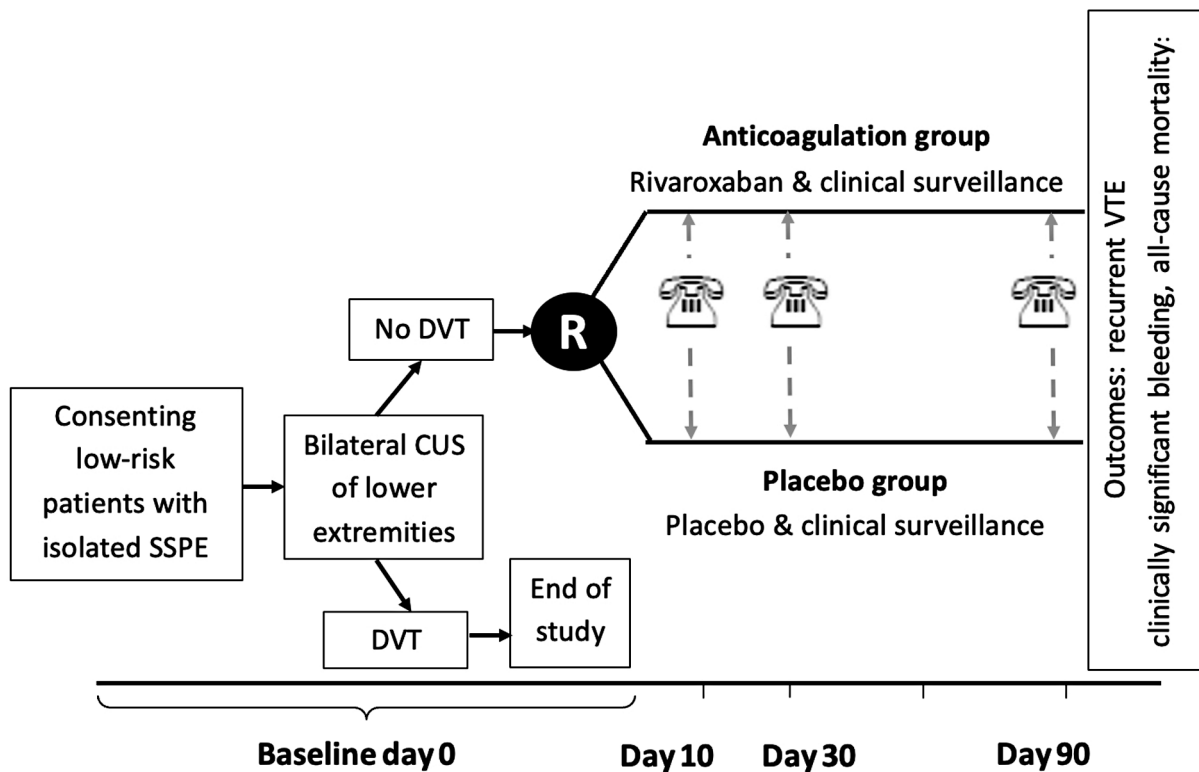 Consenting
low-risk
patients with
isolated SSPE
Bilateral CUS
of lower
extremities
No DVT
DVT
End of
study
R
Anticoagulation group
Rivaroxaban & clinical surveillance
Placebo group
Placebo & clinical surveillance
Outcomes: recurrent VTE
clinically significant bleeding, all-cause mortality:
Baseline day 0
Day 10
Day 30
Day 90